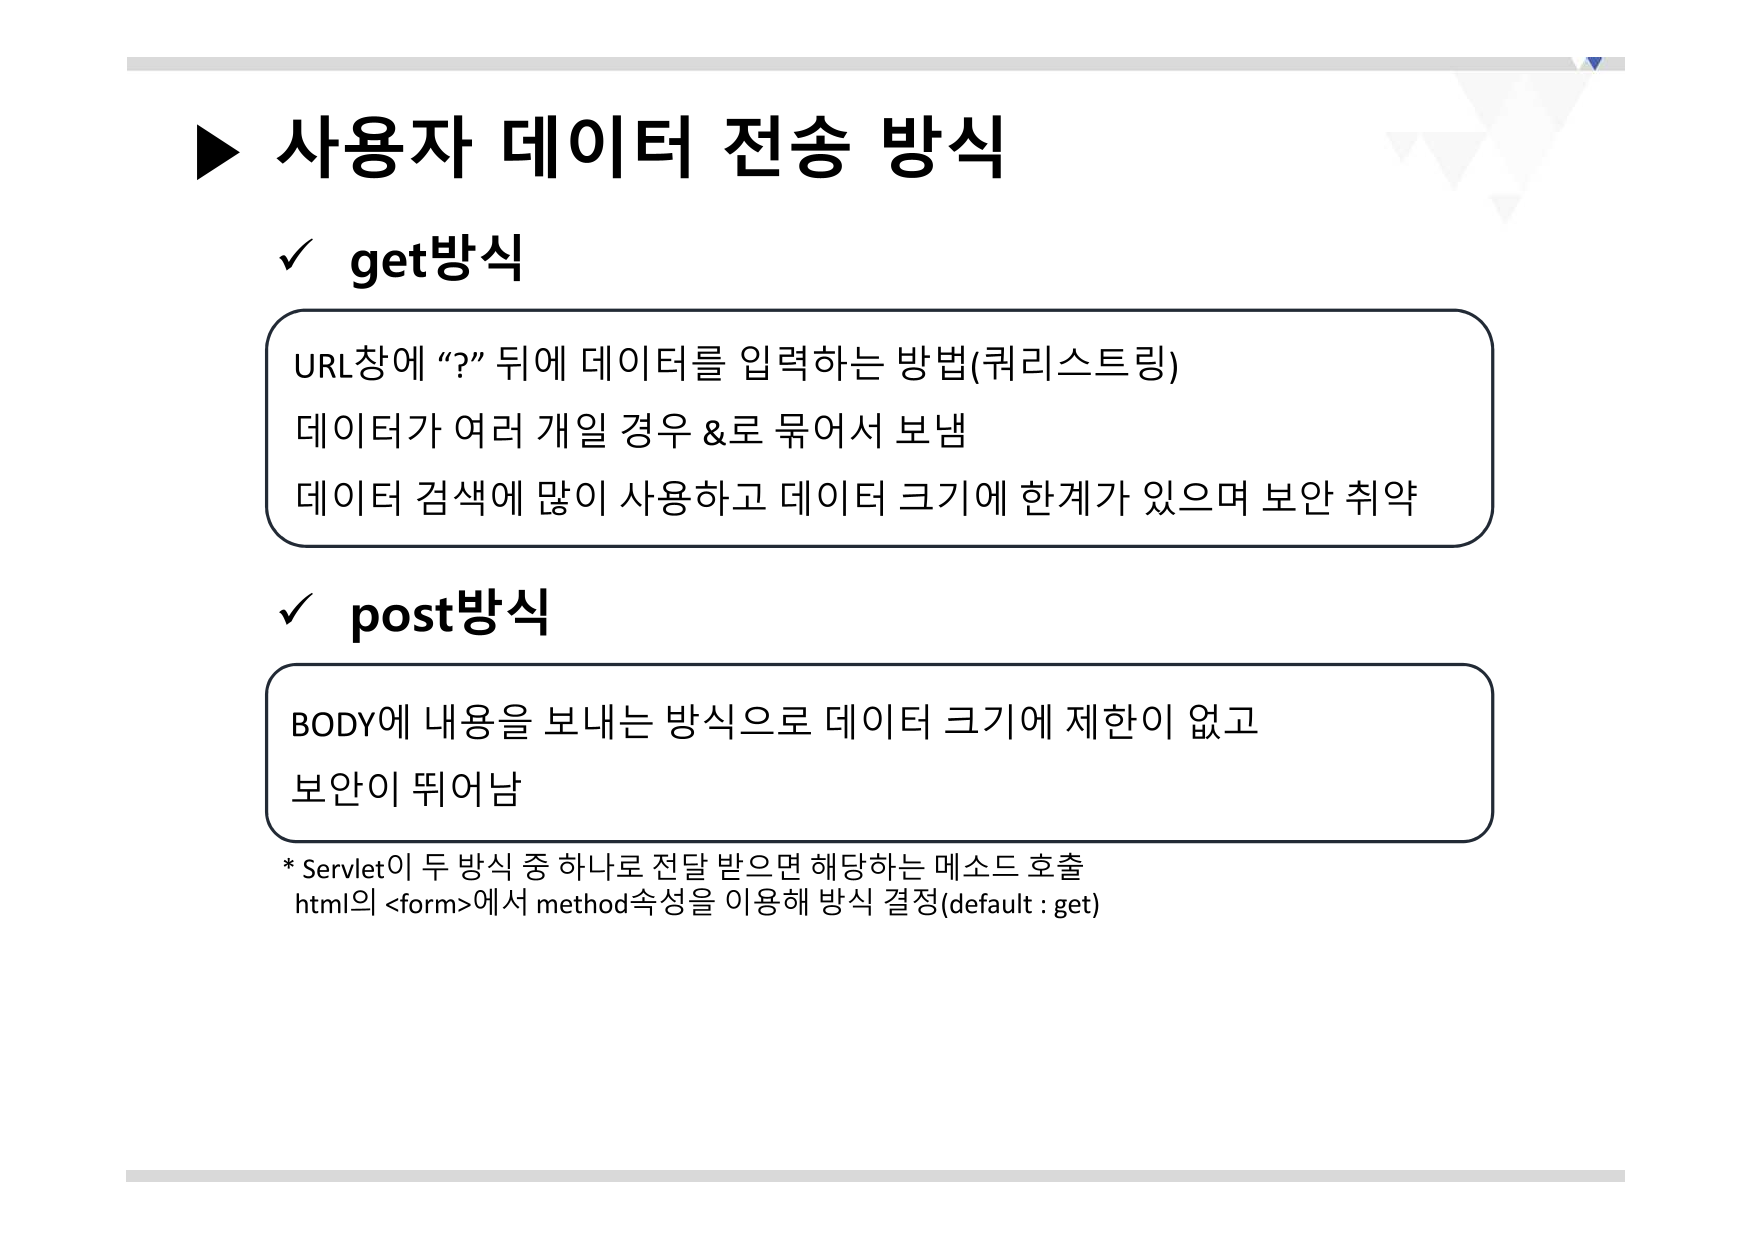 ▶ 사용자 데이터 전송 방식
✓ get방식
URL창에 “?” 뒤에 데이터를 입력하는 방법(쿼리스트링)
데이터가 여러 개일 경우 &로 묶어서 보냄
데이터 검색에 많이 사용하고 데이터 크기에 한계가 있으며 보안 취약
✓ post방식
BODY에 내용을 보내는 방식으로 데이터 크기에 제한이 없고
보안이 뛰어남
* Servlet이 두 방식 중 하나로 전달 받으면 해당하는 메소드 호출
html의 <form>에서 method속성을 이용해 방식 결정(default : get)